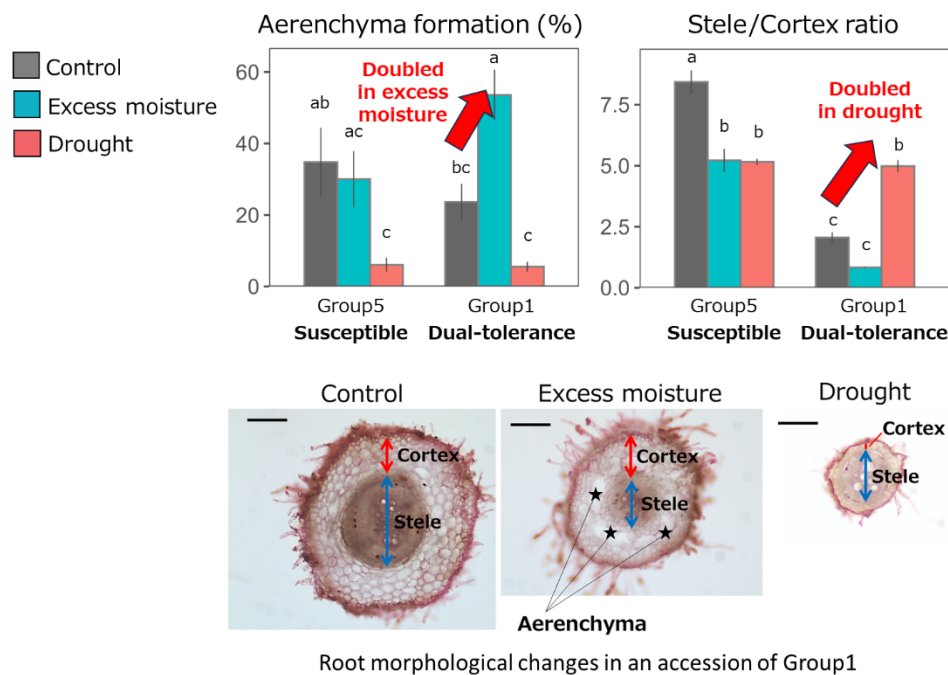 Aerenchyma formation (%)
Stele/Cortex ratio
Control
Excess moisture
Drought
60
40
20
0
ab
ac
c
bc
a
c
Doubled
in excess
moisture
Group5
Group1
Susceptible
Dual-tolerance
7.5
5.0
2.5
0.0
a
b
b
c
c
b
Doubled
in drought
Group5
Group1
Susceptible
Dual-tolerance
Control
Excess moisture
Drought
Cortex
Stele
Cortex
Stele
Cortex
Stele
Aerenchyma
Root morphological changes in an accession of Group1